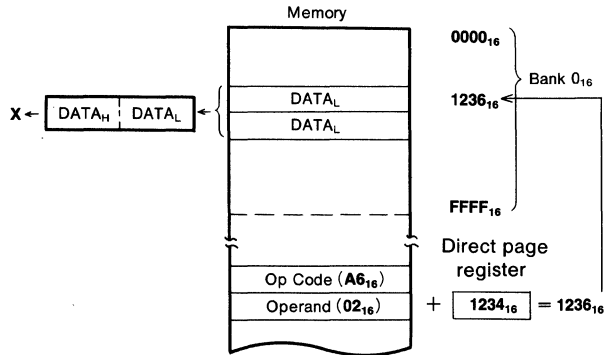 Memory
0000₁₆
Bank 0₁₆
DATA_L
1236₁₆
X ← DATA_H DATA_L ←
DATA_L
FFFF₁₆
Direct page
register
Op Code (A6₁₆)
Operand (02₁₆) + 1234₁₆ = 1236₁₆